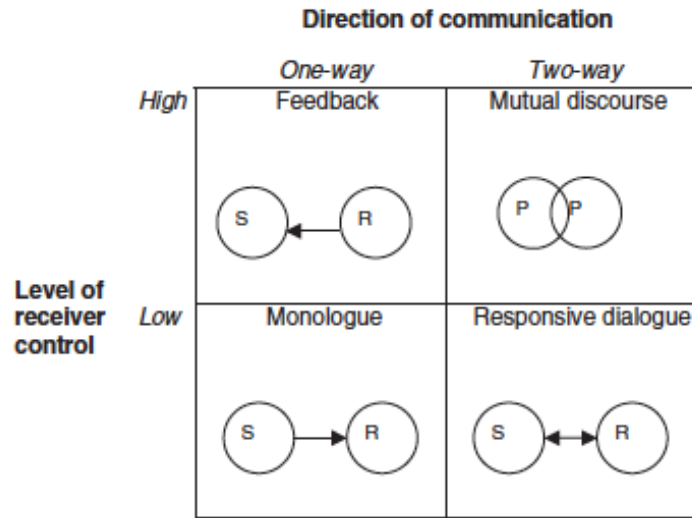 Direction of communication
One-way Two-way
High Feedback Mutual discourse
S R P P
Level of
receiver
control
Low Monologue Responsive dialogue
S R S R